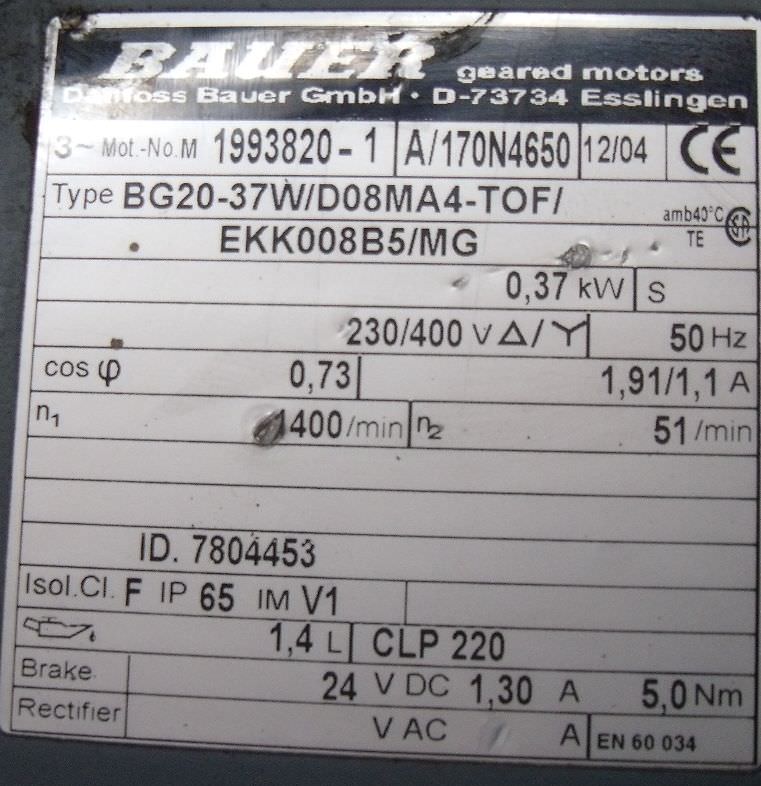 BAUER geared motors
Danfoss Bauer GmbH · D-73734 Esslingen
3~ Mot.-No.M 1993820-1 A/170N4650 12/04 CE
Type BG20-37W/D08MA4-TOF/ amb40°C
EKK008B5/MG TE
0,37 kW S
230/400 V Δ/Y 50 Hz
cos φ 0,73 1,91/1,1 A
n₁ 1400/min n₂ 51/min
ID. 7804453
Isol.Cl. F IP 65 IM V1
1,4 L CLP 220
Brake 24 V DC 1,30 A 5,0 Nm
Rectifier V AC A EN 60 034